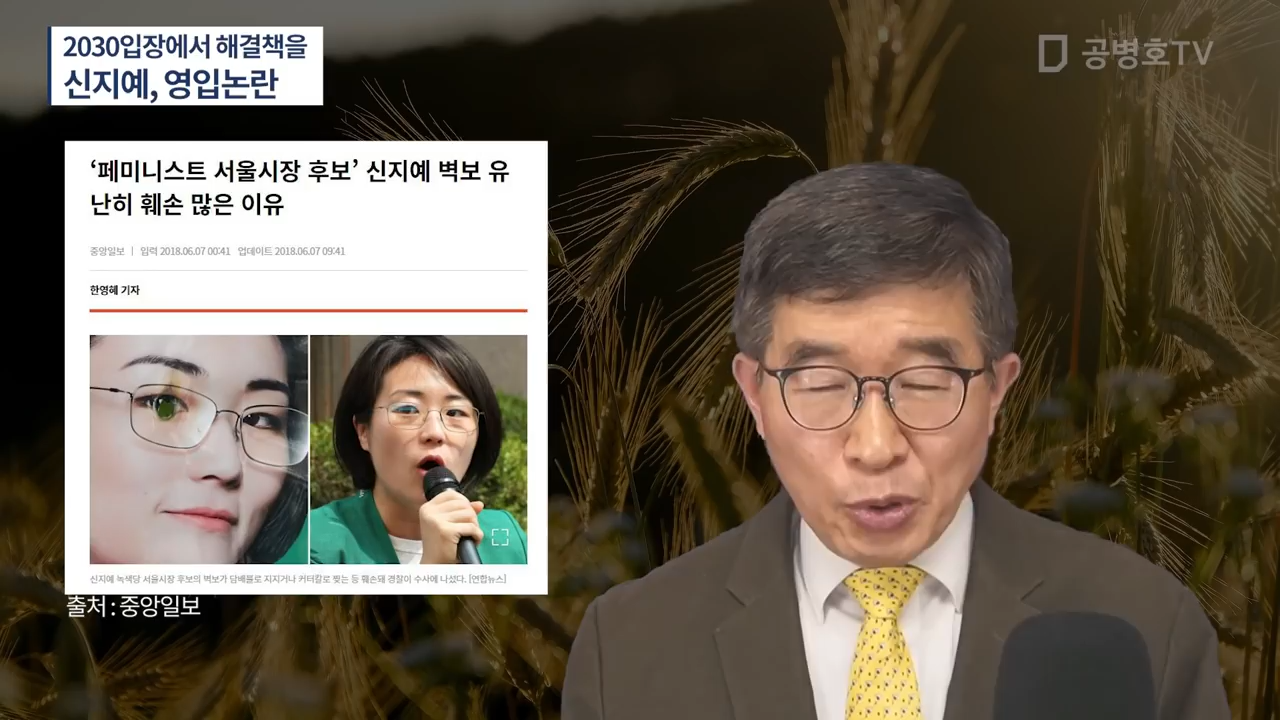 2030입장에서 해결책을
신지예, 영입논란
공병호TV
‘페미니스트 서울시장 후보’ 신지예 벽보 유
난히 훼손 많은 이유
중앙일보 | 입력 2018.06.07 00:41 업데이트 2018.06.07 09:41
한영혜 기자
신지예 녹색당 서울시장 후보의 벽보가 담배불로 지지거나 커터칼로 찢는 등 훼손돼 경찰이 수사에 나섰다. [연합뉴스]
출처 : 중앙일보